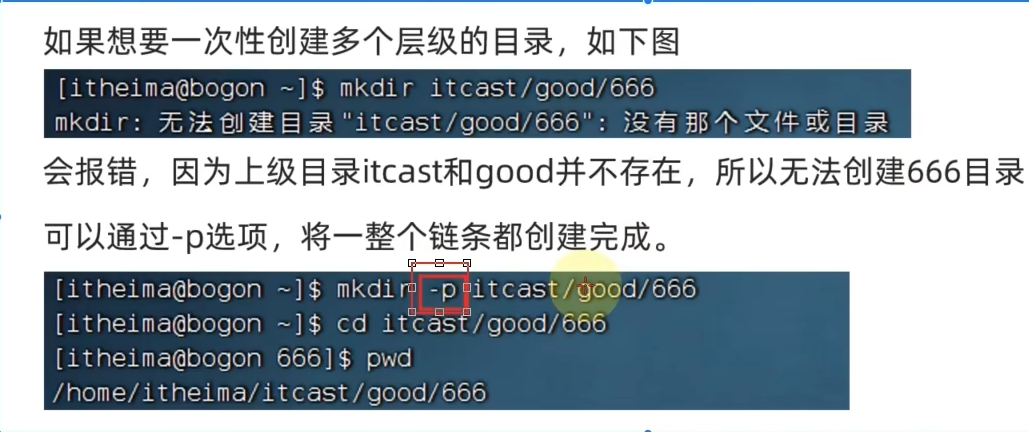 如果想要一次性创建多个层级的目录，如下图
[itheima@bogon ~]$ mkdir itcast/good/666
mkdir: 无法创建目录"itcast/good/666": 没有那个文件或目录
会报错，因为上级目录itcast和good并不存在，所以无法创建666目录
可以通过-p选项，将一整个链条都创建完成。
[itheima@bogon ~]$ mkdir -p itcast/good/666
[itheima@bogon ~]$ cd itcast/good/666
[itheima@bogon 666]$ pwd
/home/itheima/itcast/good/666